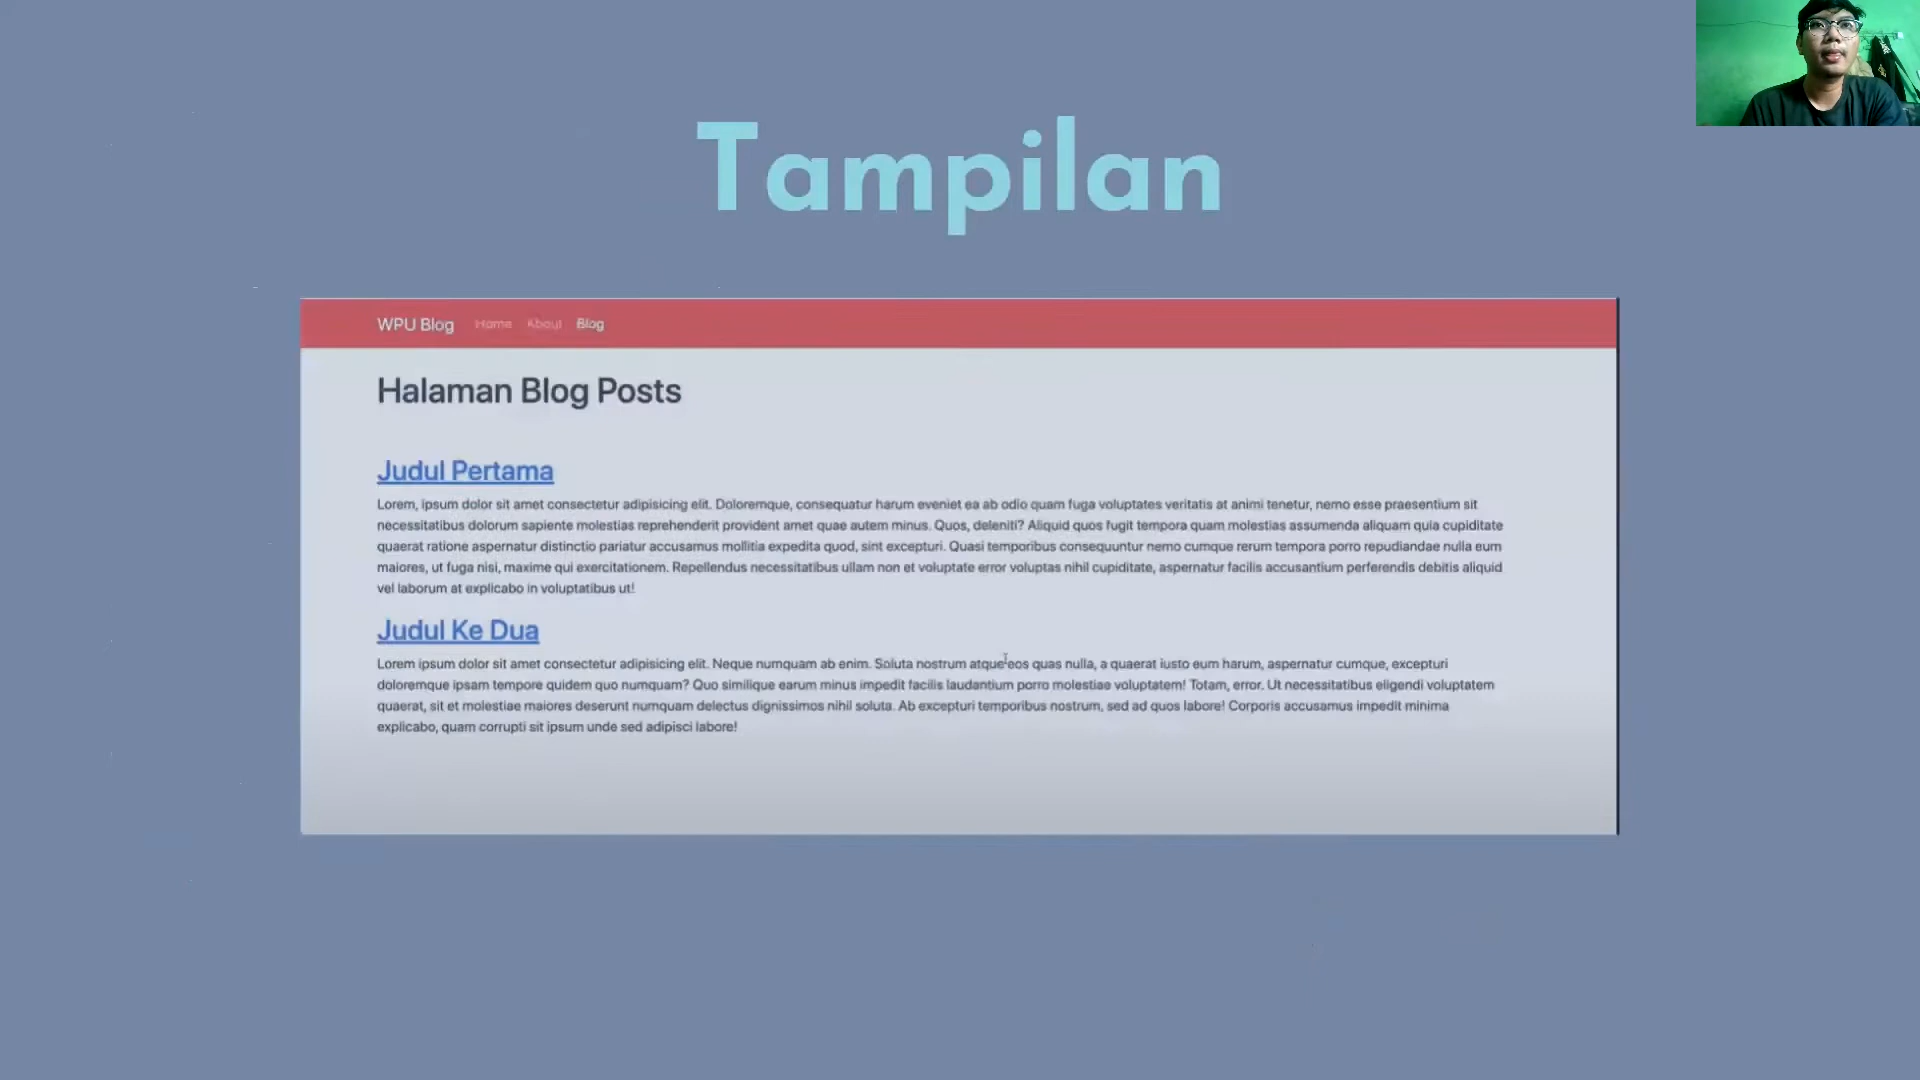 Tampilan
WPU Blog Home About Blog
Halaman Blog Posts
Judul Pertama
Lorem, ipsum dolor sit amet consectetur adipisicing elit. Doloremque, consequatur harum eveniet ea ab odio quam fuga voluptates veritatis at animi tenetur, nemo esse praesentium sit
necessitatibus dolorum sapiente molestias reprehenderit provident amet quae autem minus. Quos, deleniti? Aliquid quos fugit tempora quam molestias assumenda aliquam quia cupiditate
quaerat ratione aspernatur distinctio pariatur accusamus mollitia expedita quod, sint excepturi. Quasi temporibus consequuntur nemo cumque rerum tempora porro repudiandae nulla eum
maiores, ut fuga nisi, maxime qui exercitationem. Repellendus necessitatibus ullam non et voluptate error voluptas nihil cupiditate, aspernatur facilis accusantium perferendis debitis aliquid
vel laborum at explicabo in voluptatibus ut!
Judul Ke Dua
Lorem ipsum dolor sit amet consectetur adipisicing elit. Neque numquam ab enim. Soluta nostrum atque eos quas nulla, a quaerat iusto eum harum, aspernatur cumque, excepturi
doloremque ipsam tempore quidem quo numquam? Quo similique earum minus impedit facilis laudantium porro molestiae voluptatem! Totam, error. Ut necessitatibus eligendi voluptatem
quaerat, sit et molestiae maiores deserunt numquam delectus dignissimos nihil soluta. Ab excepturi temporibus nostrum, sed ad quos labore! Corporis accusamus impedit minima
explicabo, quam corrupti sit ipsum unde sed adipisci labore!